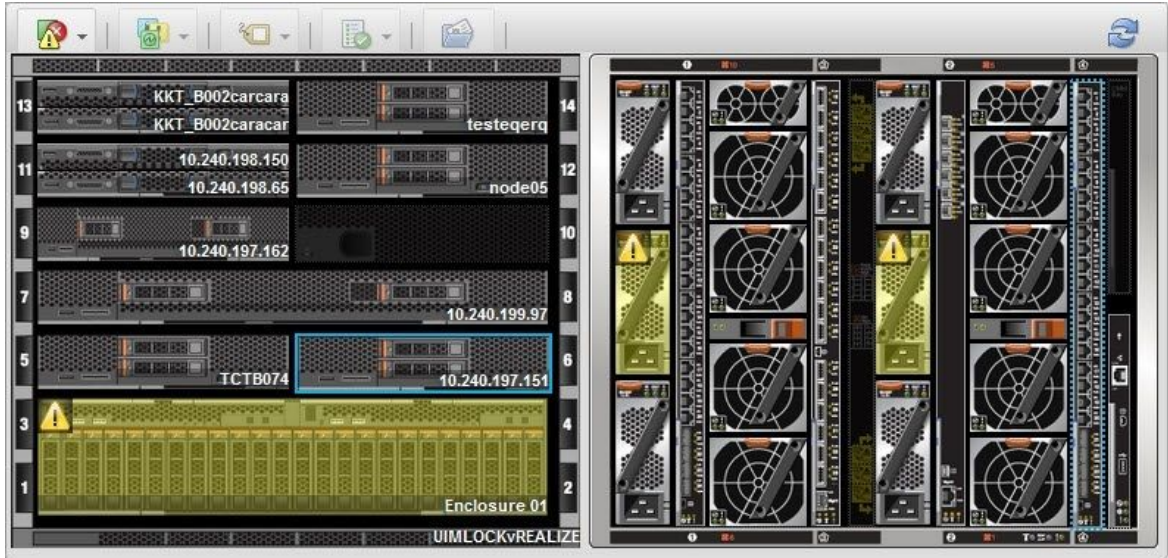 13
KKT_B002carcara
KKT_B002caracar
testeqerq
14
11
10.240.198.150
10.240.198.65
node05
12
9
10.240.197.162
10
7
10.240.199.97
8
5
TCTB074
10.240.197.151
6
3
4
1
Enclosure 01
2
UIMLOCKvREALIZE